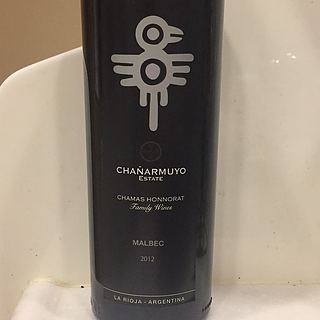 CHAÑARMUYO
ESTATE
CHAMAS HONNORAT
Family Wines
MALBEC
2012
LA RIOJA - ARGENTINA